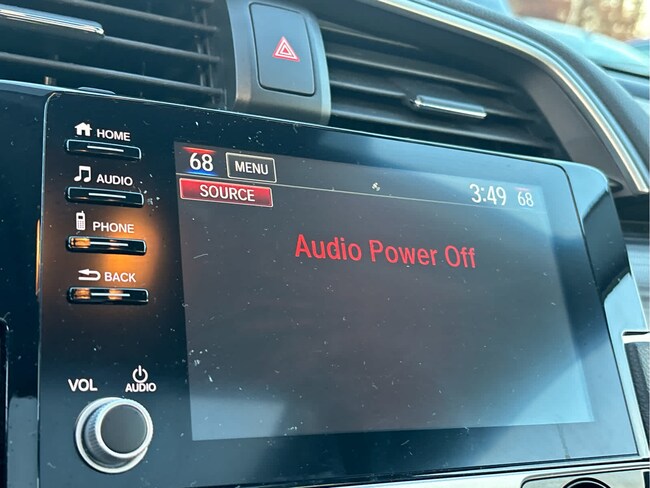 HOME
AUDIO
PHONE
BACK
VOL
AUDIO
68 MENU
3:49 68
SOURCE
Audio Power Off